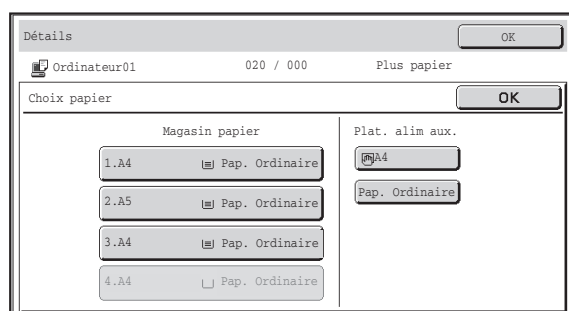 Détails OK
Ordinateur01 020 / 000 Plus papier
Choix papier OK
Magasin papier Plat. alim aux.
1.A4 Pap. Ordinaire A4
2.A5 Pap. Ordinaire Pap. Ordinaire
3.A4 Pap. Ordinaire
4.A4 Pap. Ordinaire